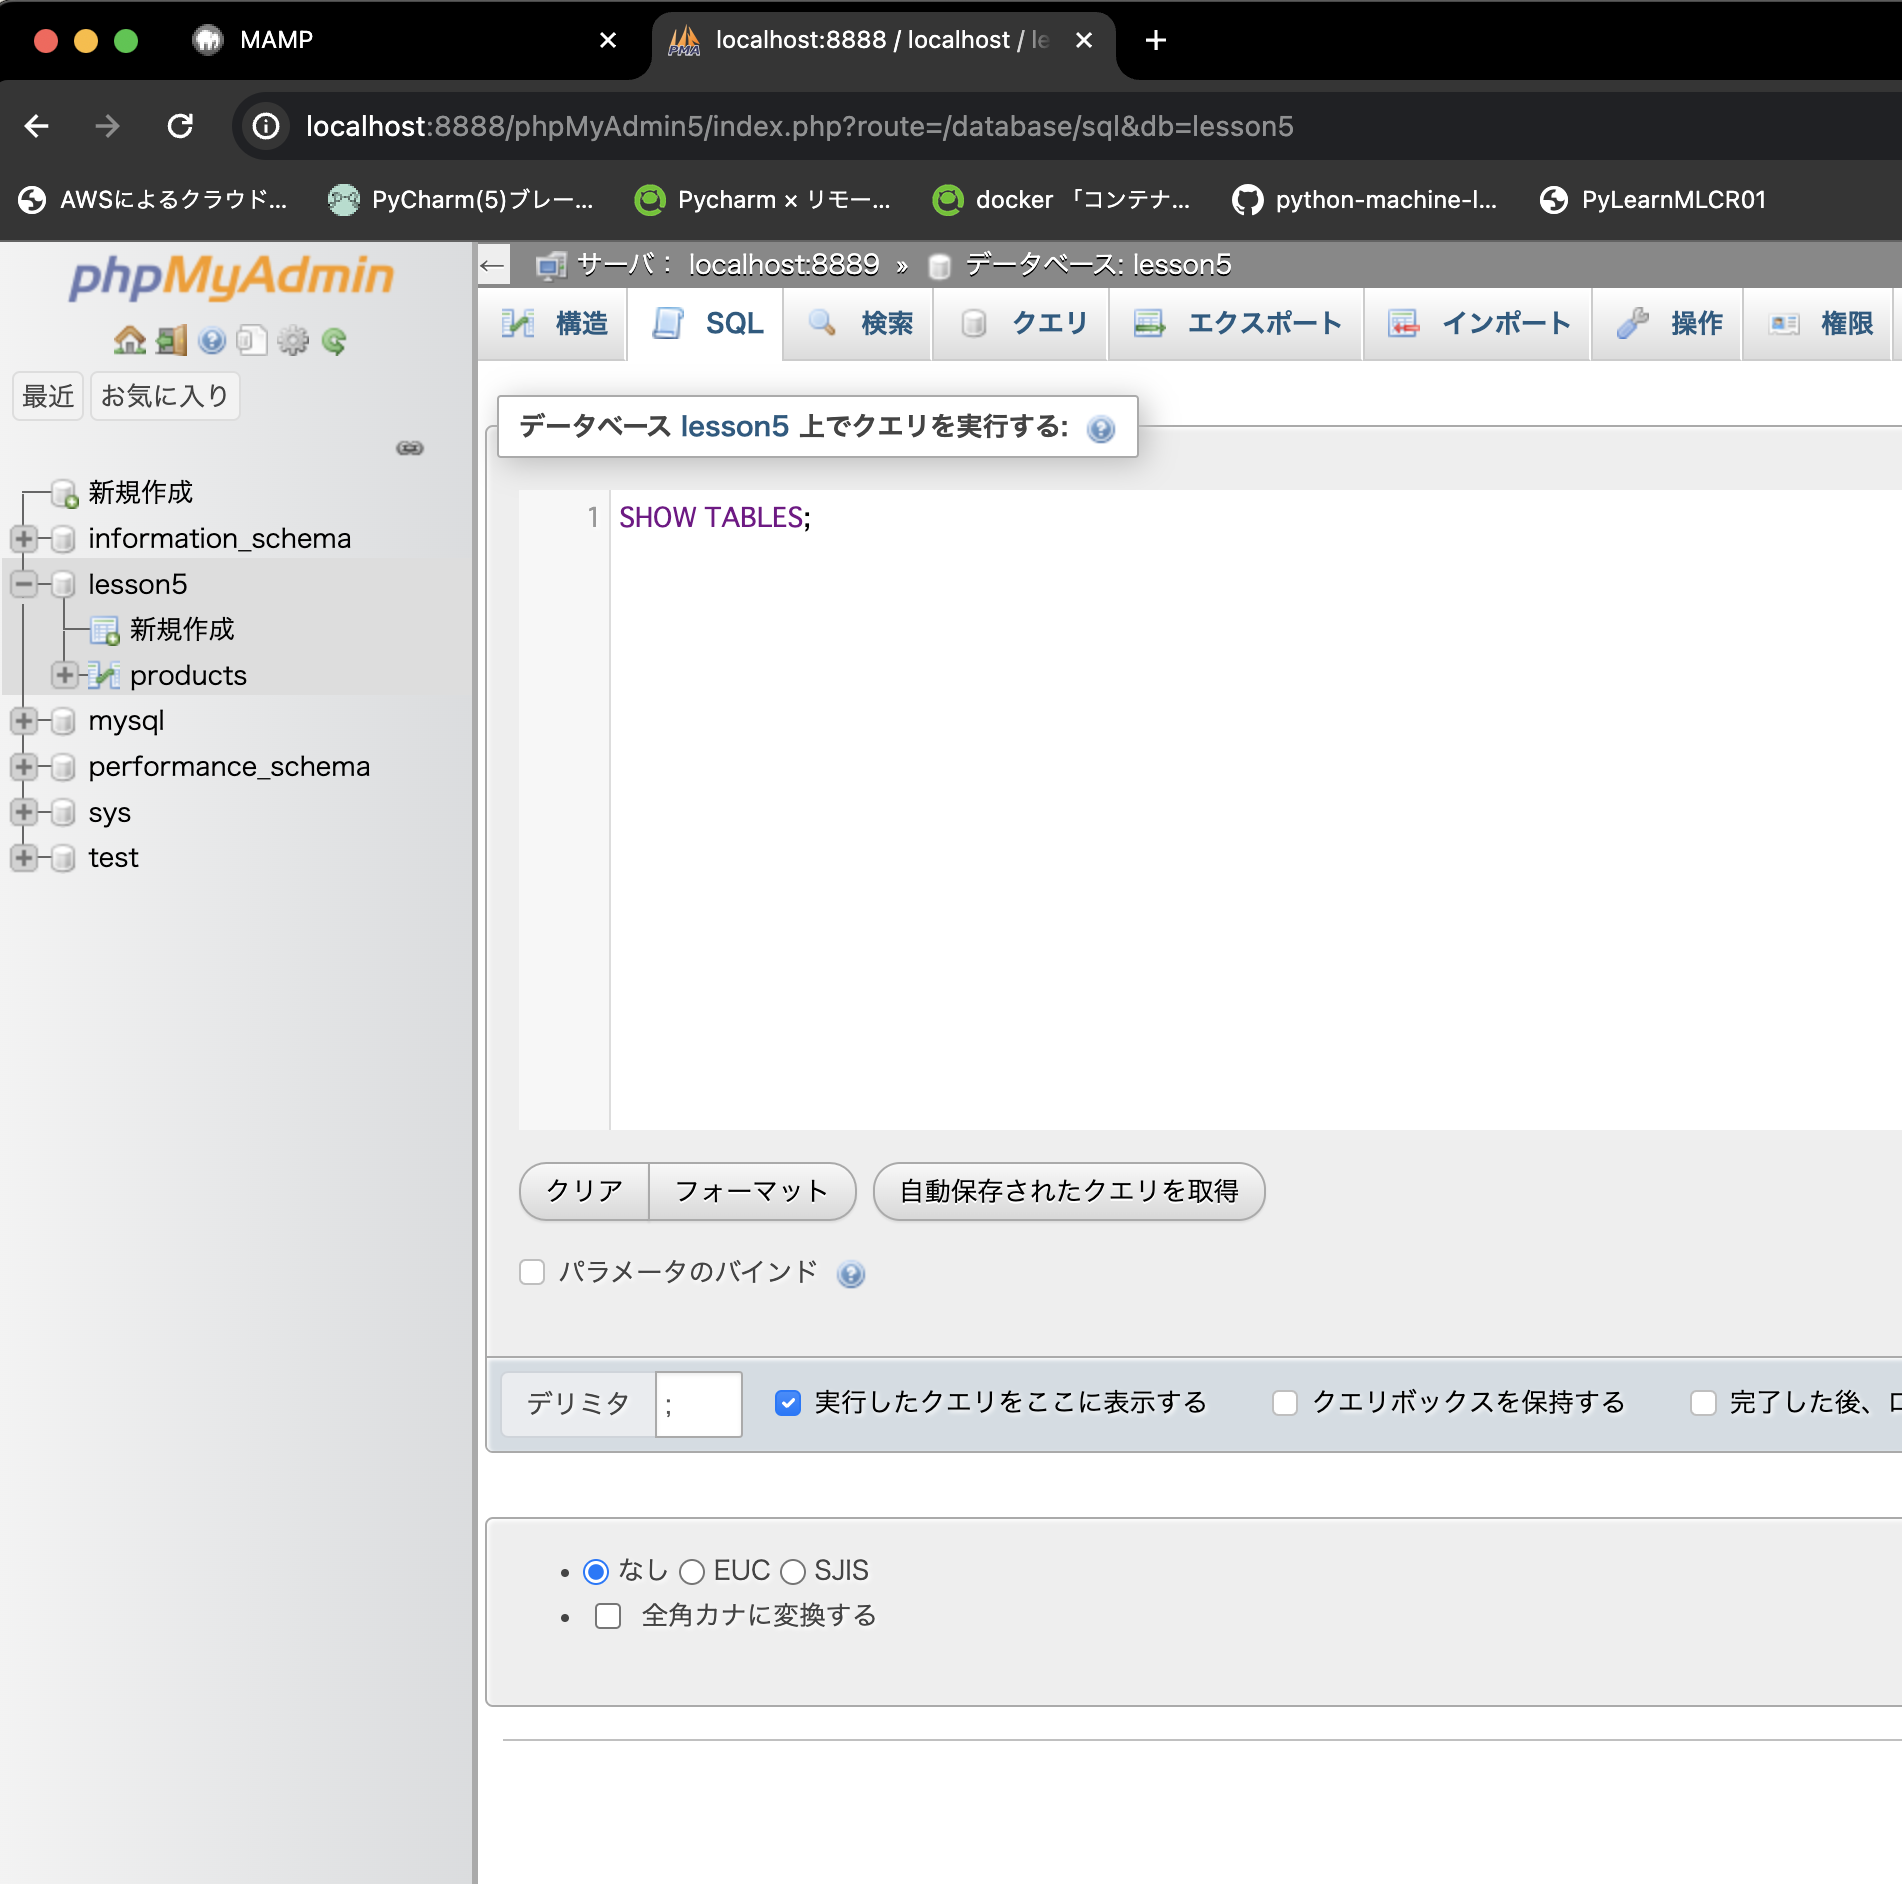 MAMP
localhost:8888 / localhost / le
localhost:8888/phpMyAdmin5/index.php?route=/database/sql&db=lesson5
AWSによるクラウド...
PyCharm(5)ブレー...
Pycharm × リモー...
docker 「コンテナ...
python-machine-l...
PyLearnMLCR01
phpMyAdmin
最近
お気に入り
新規作成
information_schema
lesson5
新規作成
products
mysql
performance_schema
sys
test
サーバ： localhost:8889 » データベース: lesson5
構造
SQL
検索
クエリ
エクスポート
インポート
操作
権限
データベース lesson5 上でクエリを実行する:
1 SHOW TABLES;
クリア
フォーマット
自動保存されたクエリを取得
パラメータのバインド
デリミタ ;
実行したクエリをここに表示する
クエリボックスを保持する
完了した後、ロ
• なし EUC SJIS
• 全角カナに変換する